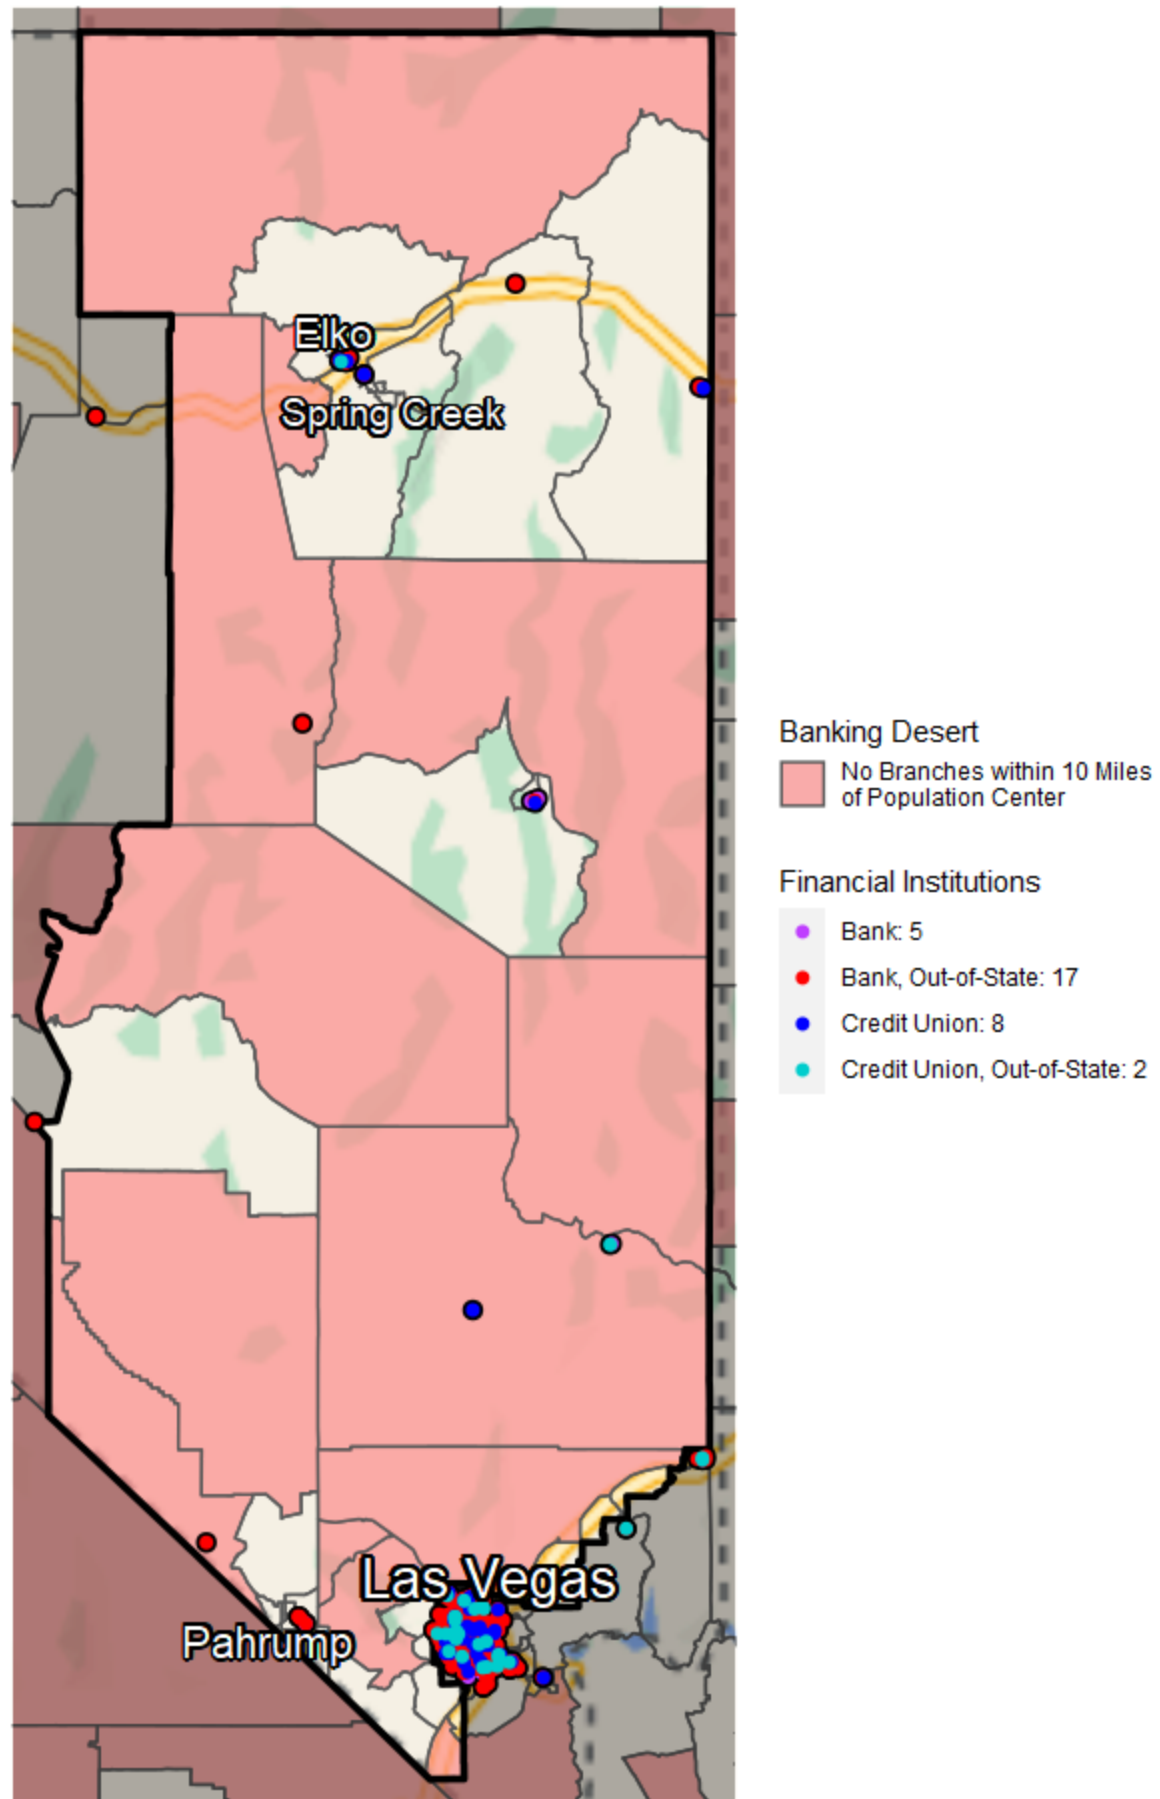 Elko
Spring Creek
Banking Desert
No Branches within 10 Miles
of Population Center
Financial Institutions
Bank: 5
Bank, Out-of-State: 17
Credit Union: 8
Credit Union, Out-of-State: 2
Las Vegas
Pahrump